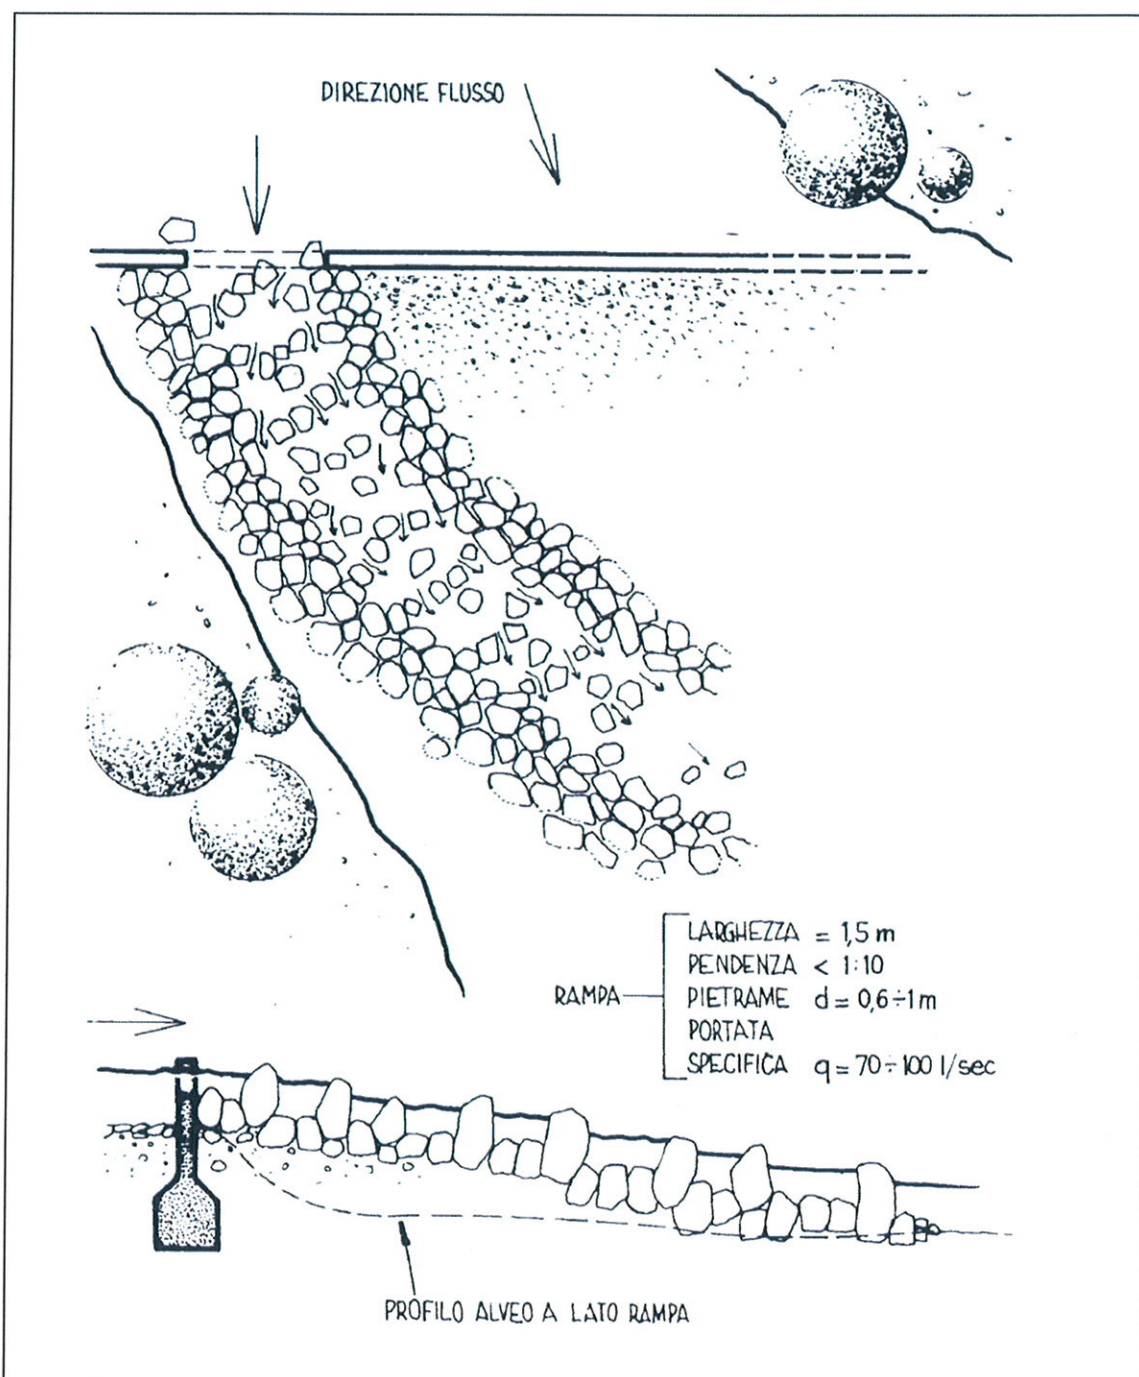 DIREZIONE FLUSSO
LARGHEZZA = 1,5 m
PENDENZA < 1:10
RAMPA
PIETRAME d = 0,6÷1 m
PORTATA
SPECIFICA q = 70÷100 l/sec
PROFILO ALVEO A LATO RAMPA